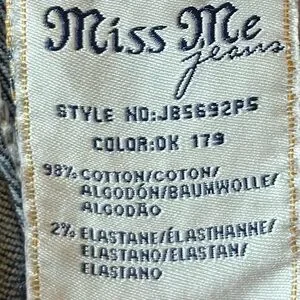 Miss Me
jeans
STYLE NO:JB5692P5
COLOR:DK 179
98% COTTON/COTON/
ALGODÓN/BAUMWOLLE/
ALGODÃO
2% ELASTANE/ÉLASTHANNE/
ELASTANO/ELASTAN/
ELASTANO